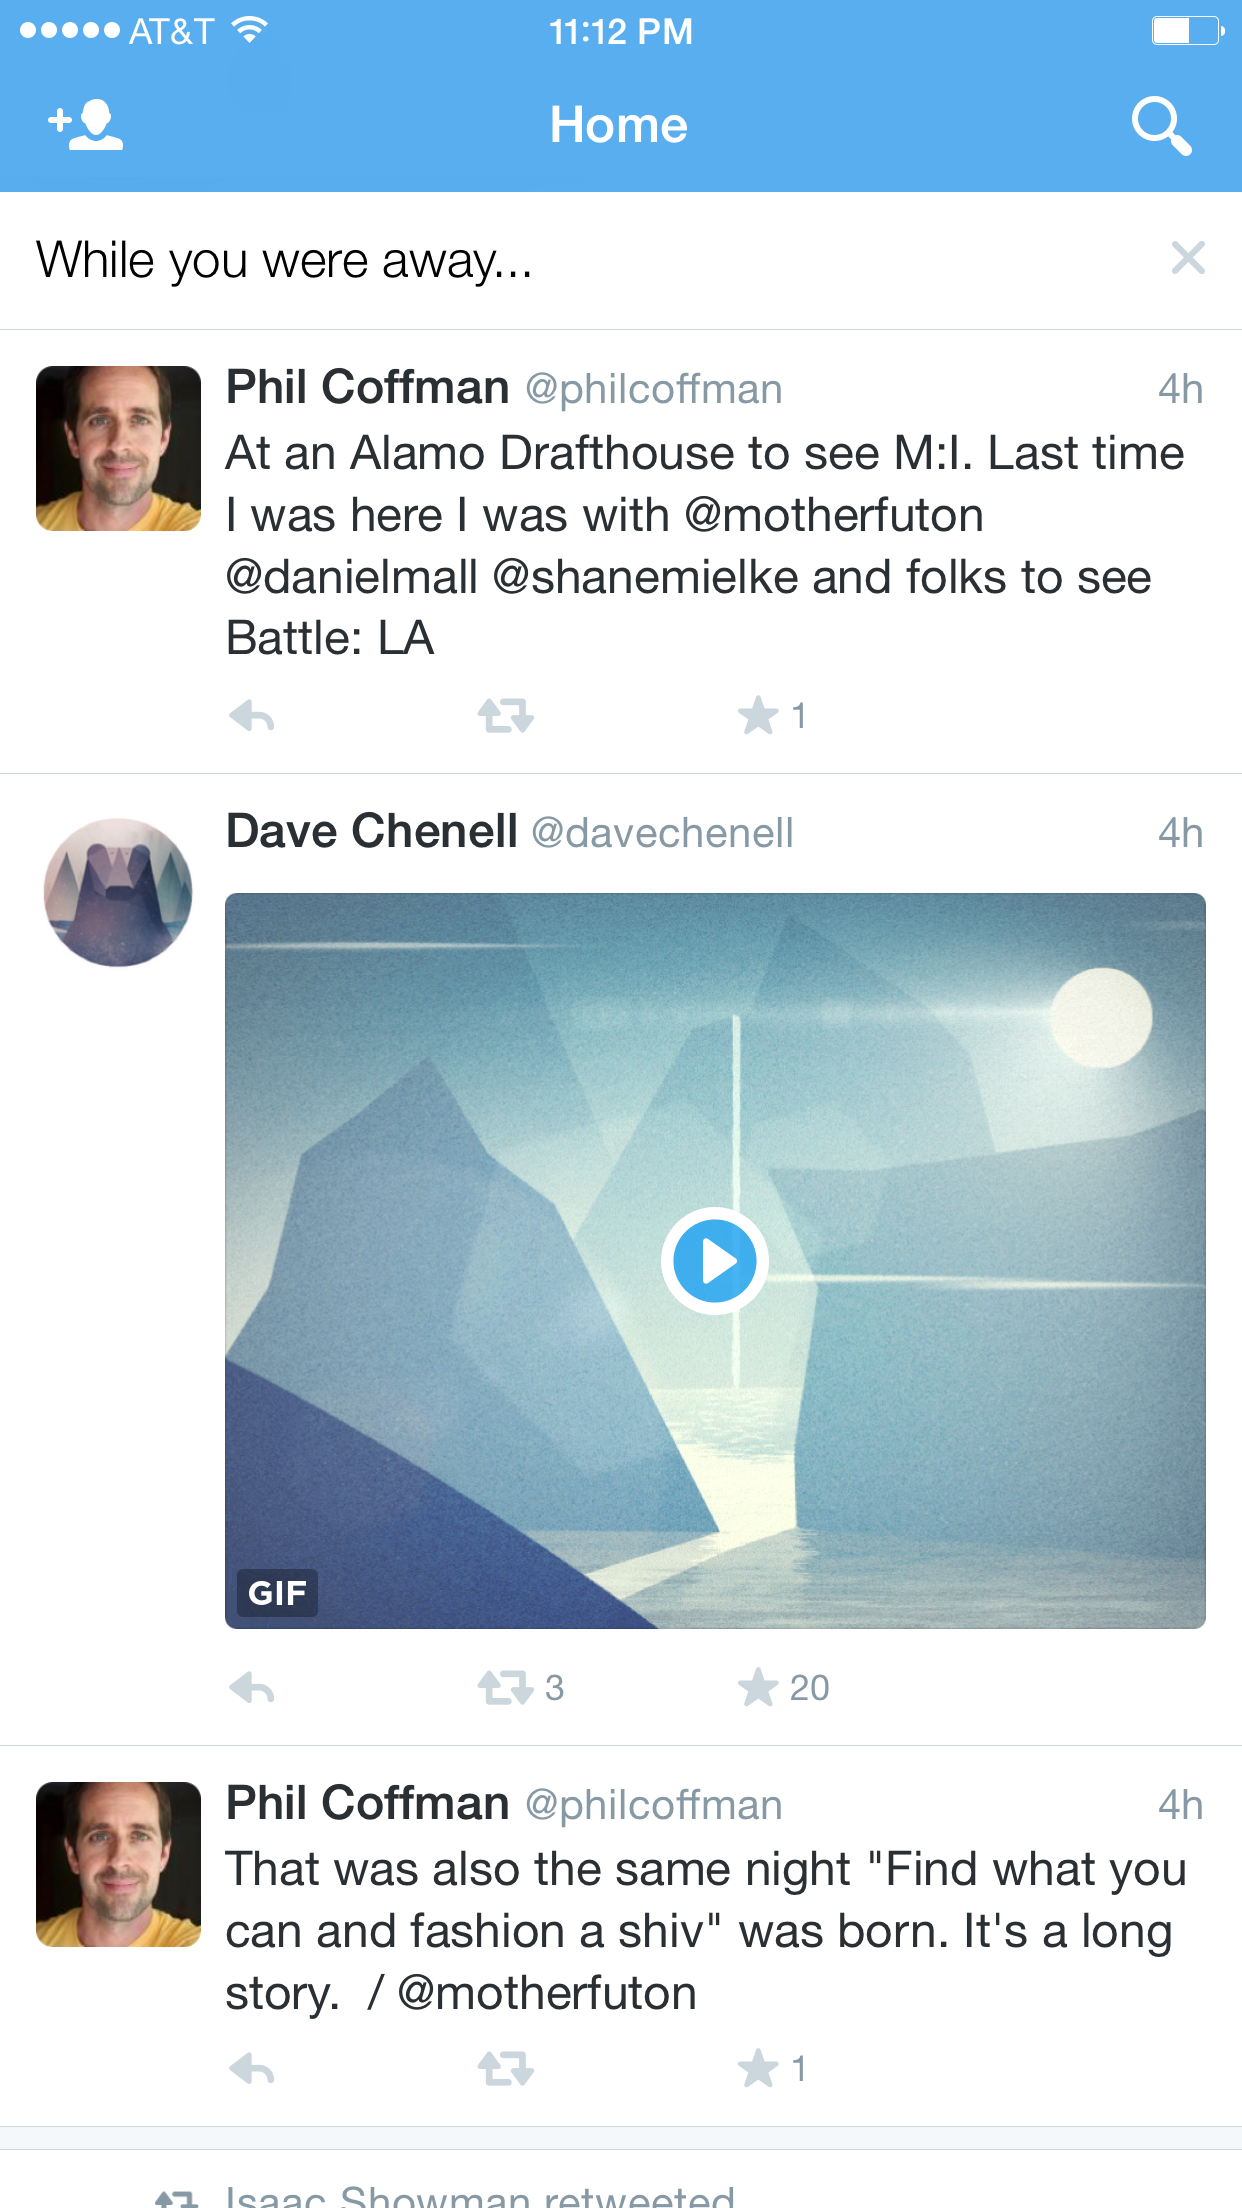 AT&T 11:12 PM
Home
While you were away...
Phil Coffman @philcoffman 4h
At an Alamo Drafthouse to see M:I. Last time
I was here I was with @motherfuton
@danielmall @shanemielke and folks to see
Battle: LA
1
Dave Chenell @davechenell 4h
GIF
3 20
Phil Coffman @philcoffman 4h
That was also the same night "Find what you
can and fashion a shiv" was born. It's a long
story.  / @motherfuton
1
Isaac Showman retweeted